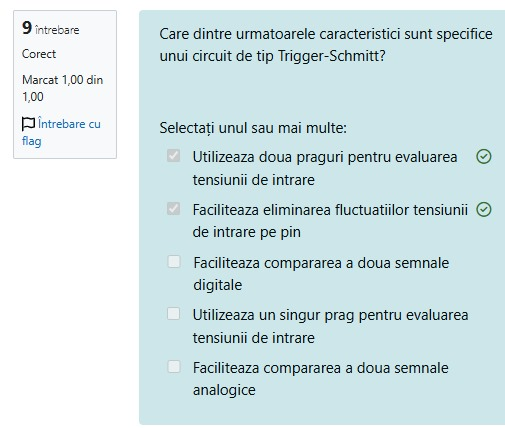 9 întrebare
Corect
Marcat 1,00 din
1,00
Întrebare cu
flag
Care dintre urmatoarele caracteristici sunt specifice
unui circuit de tip Trigger-Schmitt?
Selectați unul sau mai multe:
Utilizeaza doua praguri pentru evaluarea
tensiunii de intrare
Faciliteaza eliminarea fluctuatiilor tensiunii
de intrare pe pin
Faciliteaza compararea a doua semnale
digitale
Utilizeaza un singur prag pentru evaluarea
tensiunii de intrare
Faciliteaza compararea a doua semnale
analogice